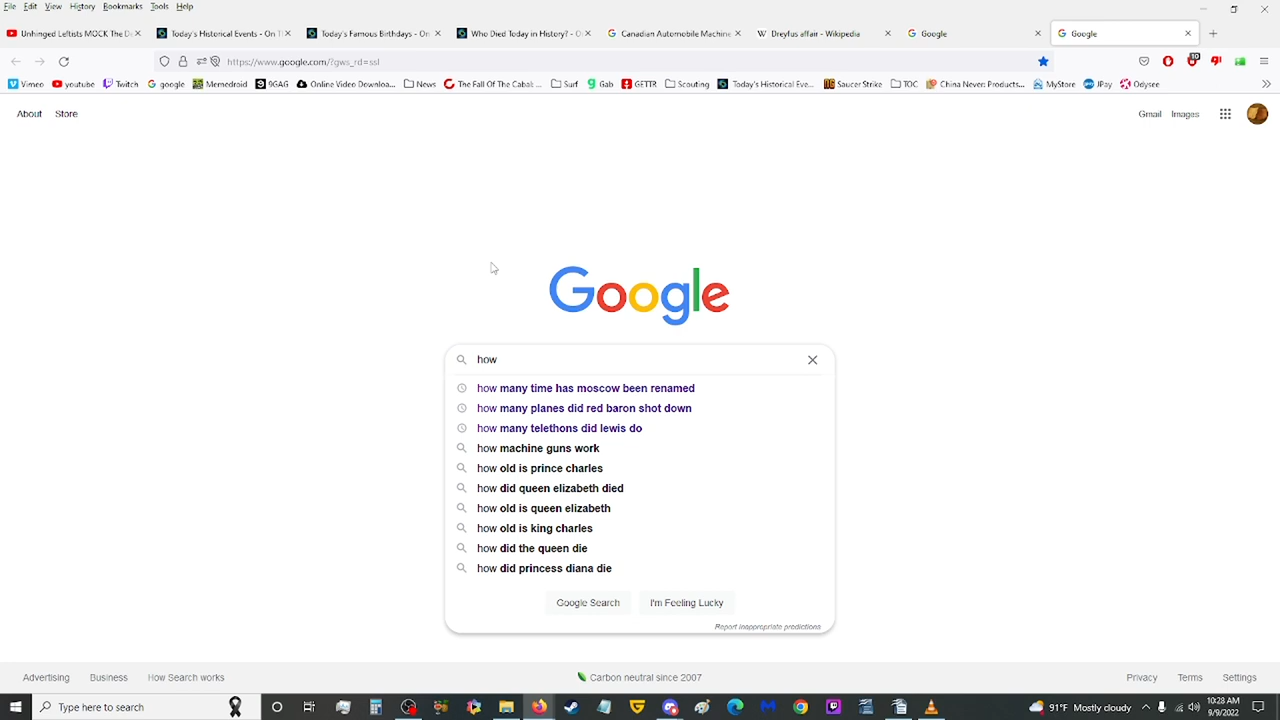 File Edit View History Bookmarks Tools Help
Unhinged Leftists MOCK The De
Today's Historical Events - On T
Today's Famous Birthdays - On
Who Died Today in History? - O
Canadian Automobile Machine
Dreyfus affair - Wikipedia
Google
Google
https://www.google.com/?gws_rd=ssl
10
Vimeo youtube Twitch google Memedroid 9GAG Online Video Downloa... News The Fall Of The Cabal... Surf Gab GETTR Scouting Today's Historical Eve... Saucer Strike TOC China Never: Products... MyStore JPay Odysee
About Store Gmail Images
Google
how
how many time has moscow been renamed
how many planes did red baron shot down
how many telethons did lewis do
how machine guns work
how old is prince charles
how did queen elizabeth died
how old is queen elizabeth
how old is king charles
how did the queen die
how did princess diana die
Google Search I'm Feeling Lucky
Report inappropriate predictions
Advertising Business How Search works Carbon neutral since 2007 Privacy Terms Settings
Type here to search
91°F Mostly cloudy
10:28 AM
9/9/2022